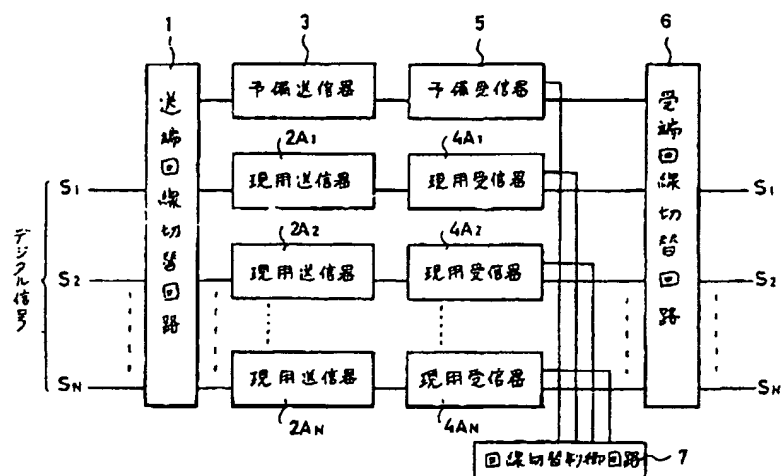 1
3
5
6
送端回線切替回路
予備送信器
予備受信器
受端回線切替回路
2A1
4A1
S1
現用送信器
現用受信器
S1
2A2
4A2
デジタル信号
S2
現用送信器
現用受信器
S2
SN
現用送信器
現用受信器
SN
2AN
4AN
回線切替制御回路
7